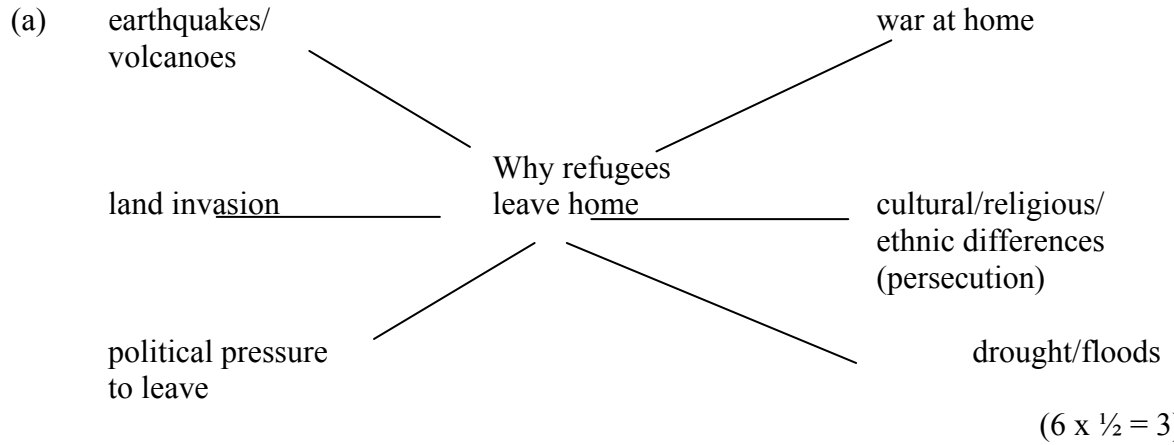 (a) earthquakes/
volcanoes
war at home
Why refugees
leave home
land invasion
cultural/religious/
ethnic differences
(persecution)
political pressure
to leave
drought/floods
(6 x ½ = 3)